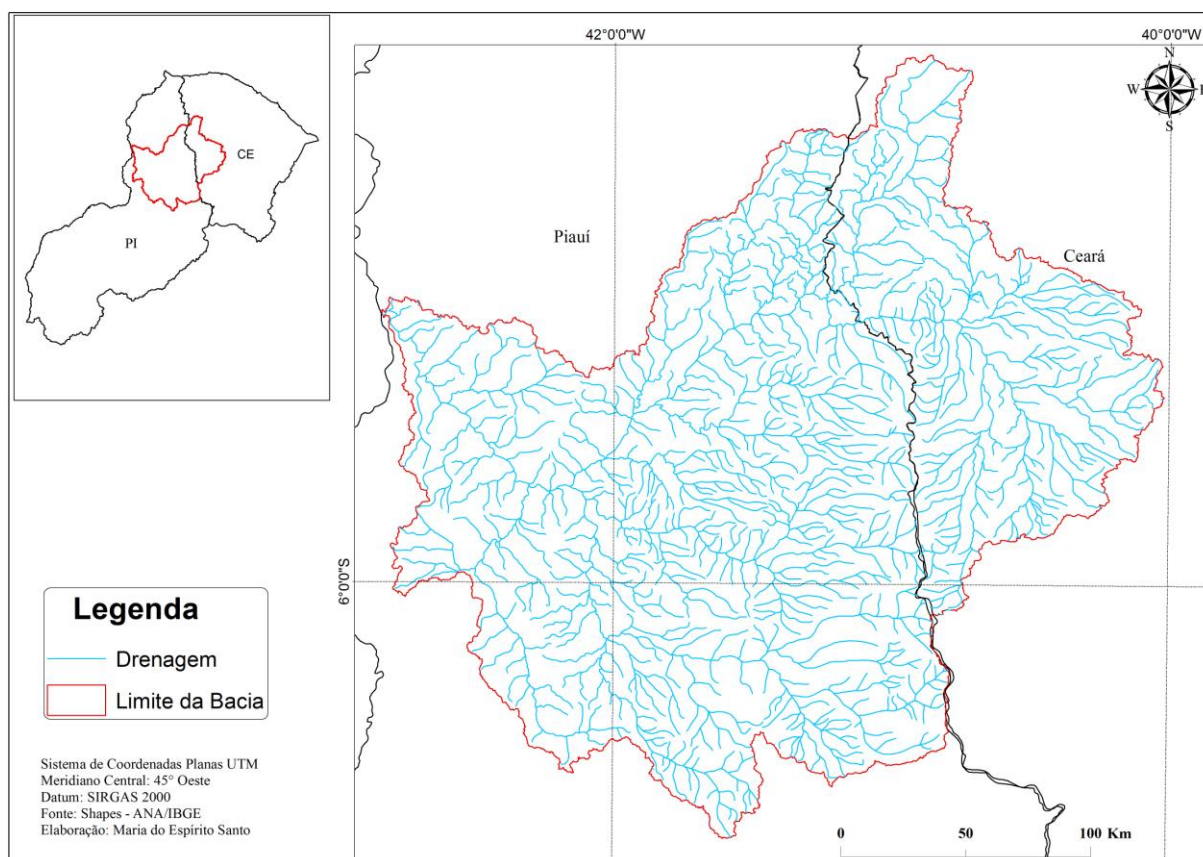 42°0'0"W
40°0'0"W
N
W
E
S
CE
PI
Piauí
Ceará
6°0'0"S
Legenda
Drenagem
Limite da Bacia
Sistema de Coordenadas Planas UTM
Meridiano Central: 45° Oeste
Datum: SIRGAS 2000
Fonte: Shapes - ANA/IBGE
Elaboração: Maria do Espírito Santo
0 50 100 Km